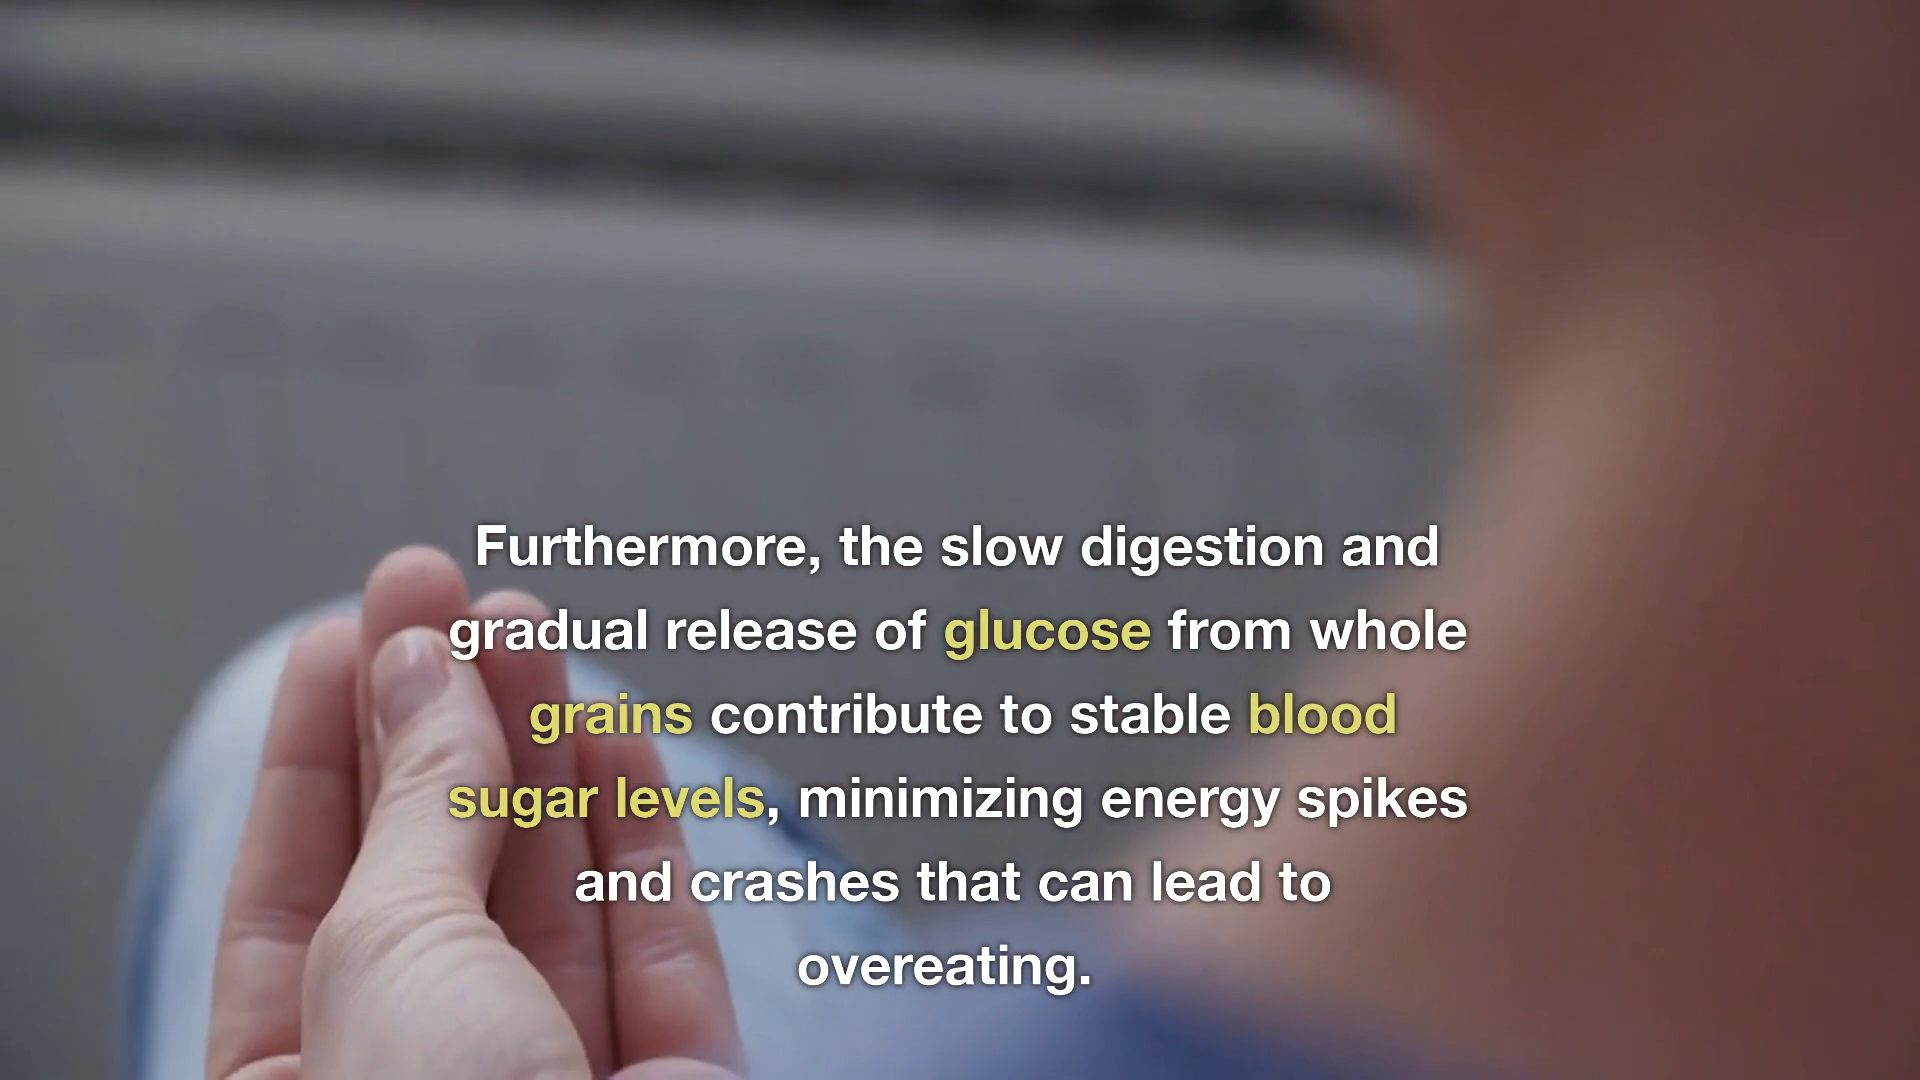 Furthermore, the slow digestion and
gradual release of glucose from whole
grains contribute to stable blood
sugar levels, minimizing energy spikes
and crashes that can lead to
overeating.